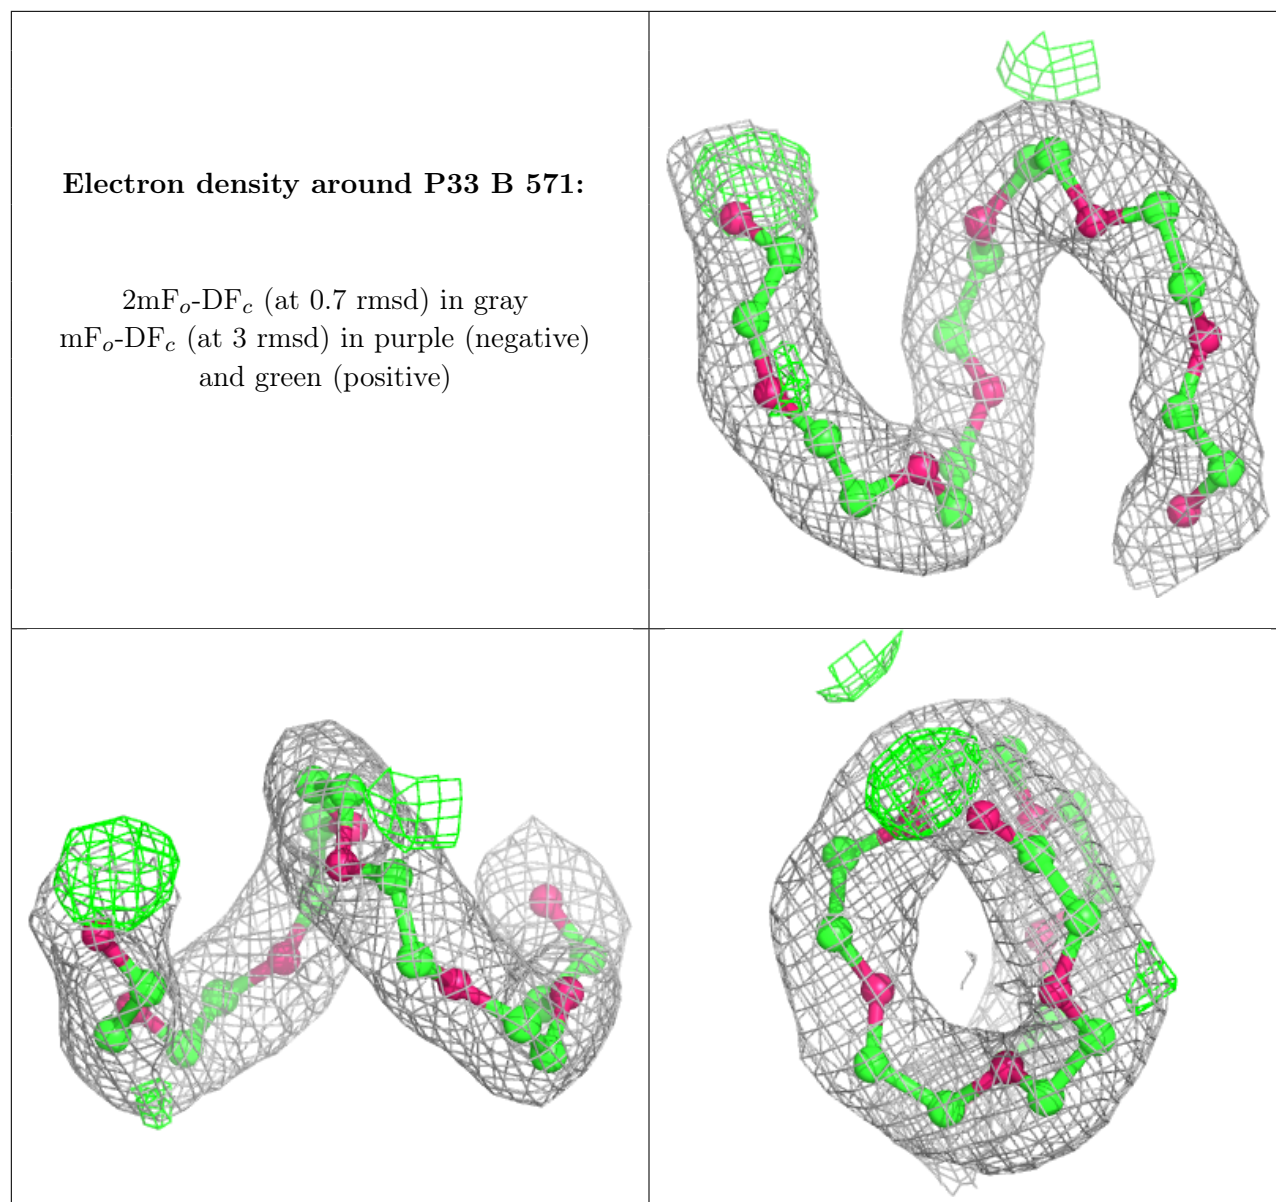 Electron density around P33 B 571:
2mFo-DFc (at 0.7 rmsd) in gray
mFo-DFc (at 3 rmsd) in purple (negative)
and green (positive)